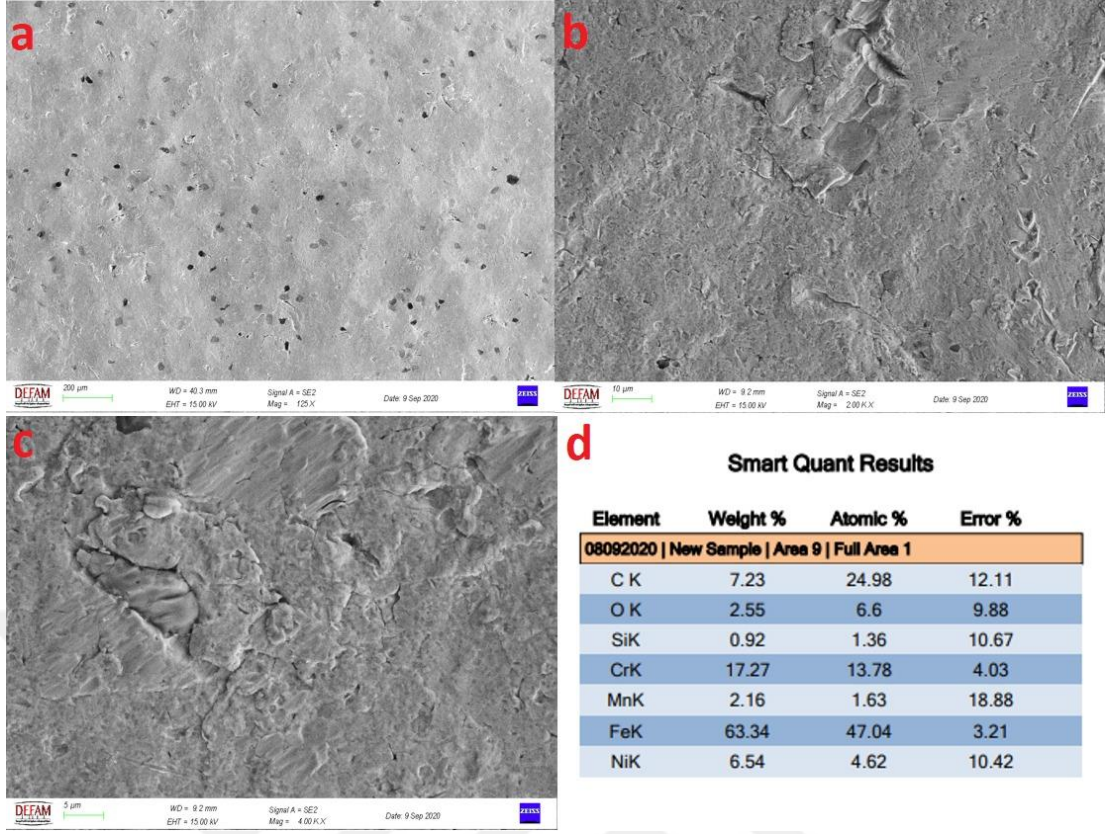 a
DEFAM
200 µm
WD = 40.3 mm
EHT = 15.00 kV
Signal A = SE2
Mag = 125 X
Date: 9 Sep 2020
ZEISS
b
DEFAM
10 µm
WD = 9.2 mm
EHT = 15.00 kV
Signal A = SE2
Mag = 2.00 K X
Date: 9 Sep 2020
ZEISS
c
DEFAM
5 µm
WD = 9.2 mm
EHT = 15.00 kV
Signal A = SE2
Mag = 4.00 K X
Date: 9 Sep 2020
ZEISS
d
Smart Quant Results
Element Weight % Atomic % Error %
08092020 | New Sample | Area 9 | Full Area 1
C K 7.23 24.98 12.11
O K 2.55 6.6 9.88
SiK 0.92 1.36 10.67
CrK 17.27 13.78 4.03
MnK 2.16 1.63 18.88
FeK 63.34 47.04 3.21
NiK 6.54 4.62 10.42